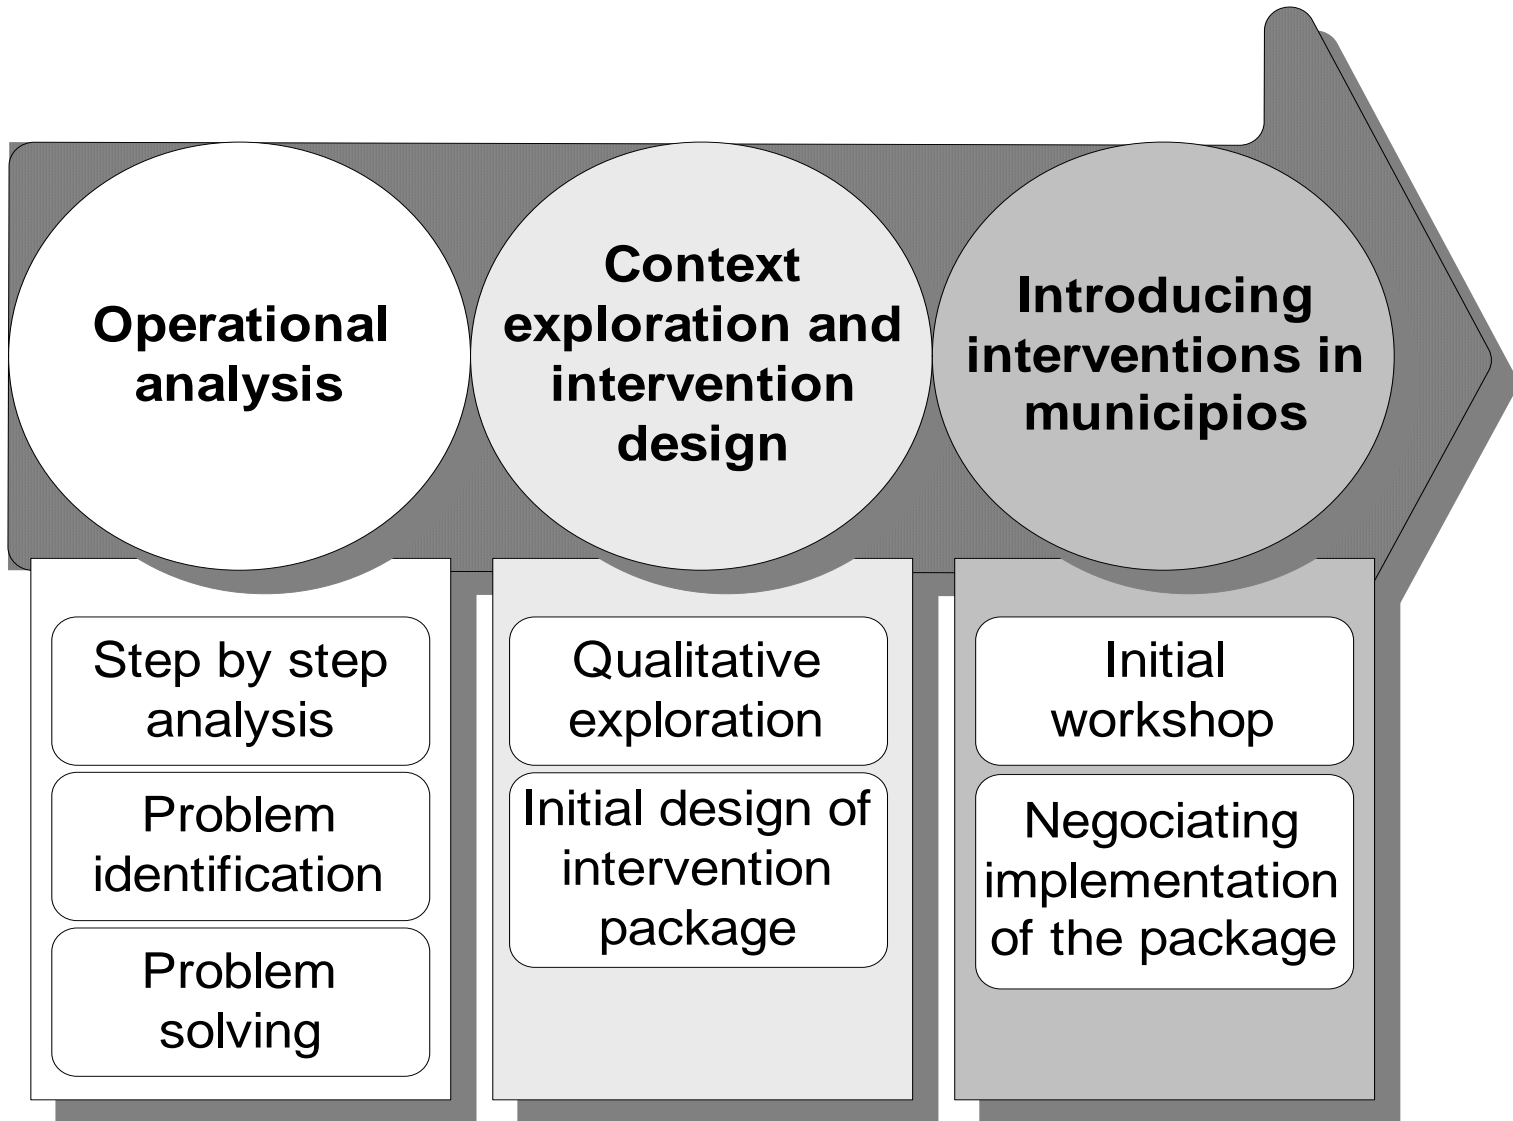 Operational
analysis
Context
exploration and
intervention
design
Introducing
interventions in
municipios
Step by step
analysis
Problem
identification
Problem
solving
Qualitative
exploration
Initial design of
intervention
package
Initial
workshop
Negociating
implementation
of the package